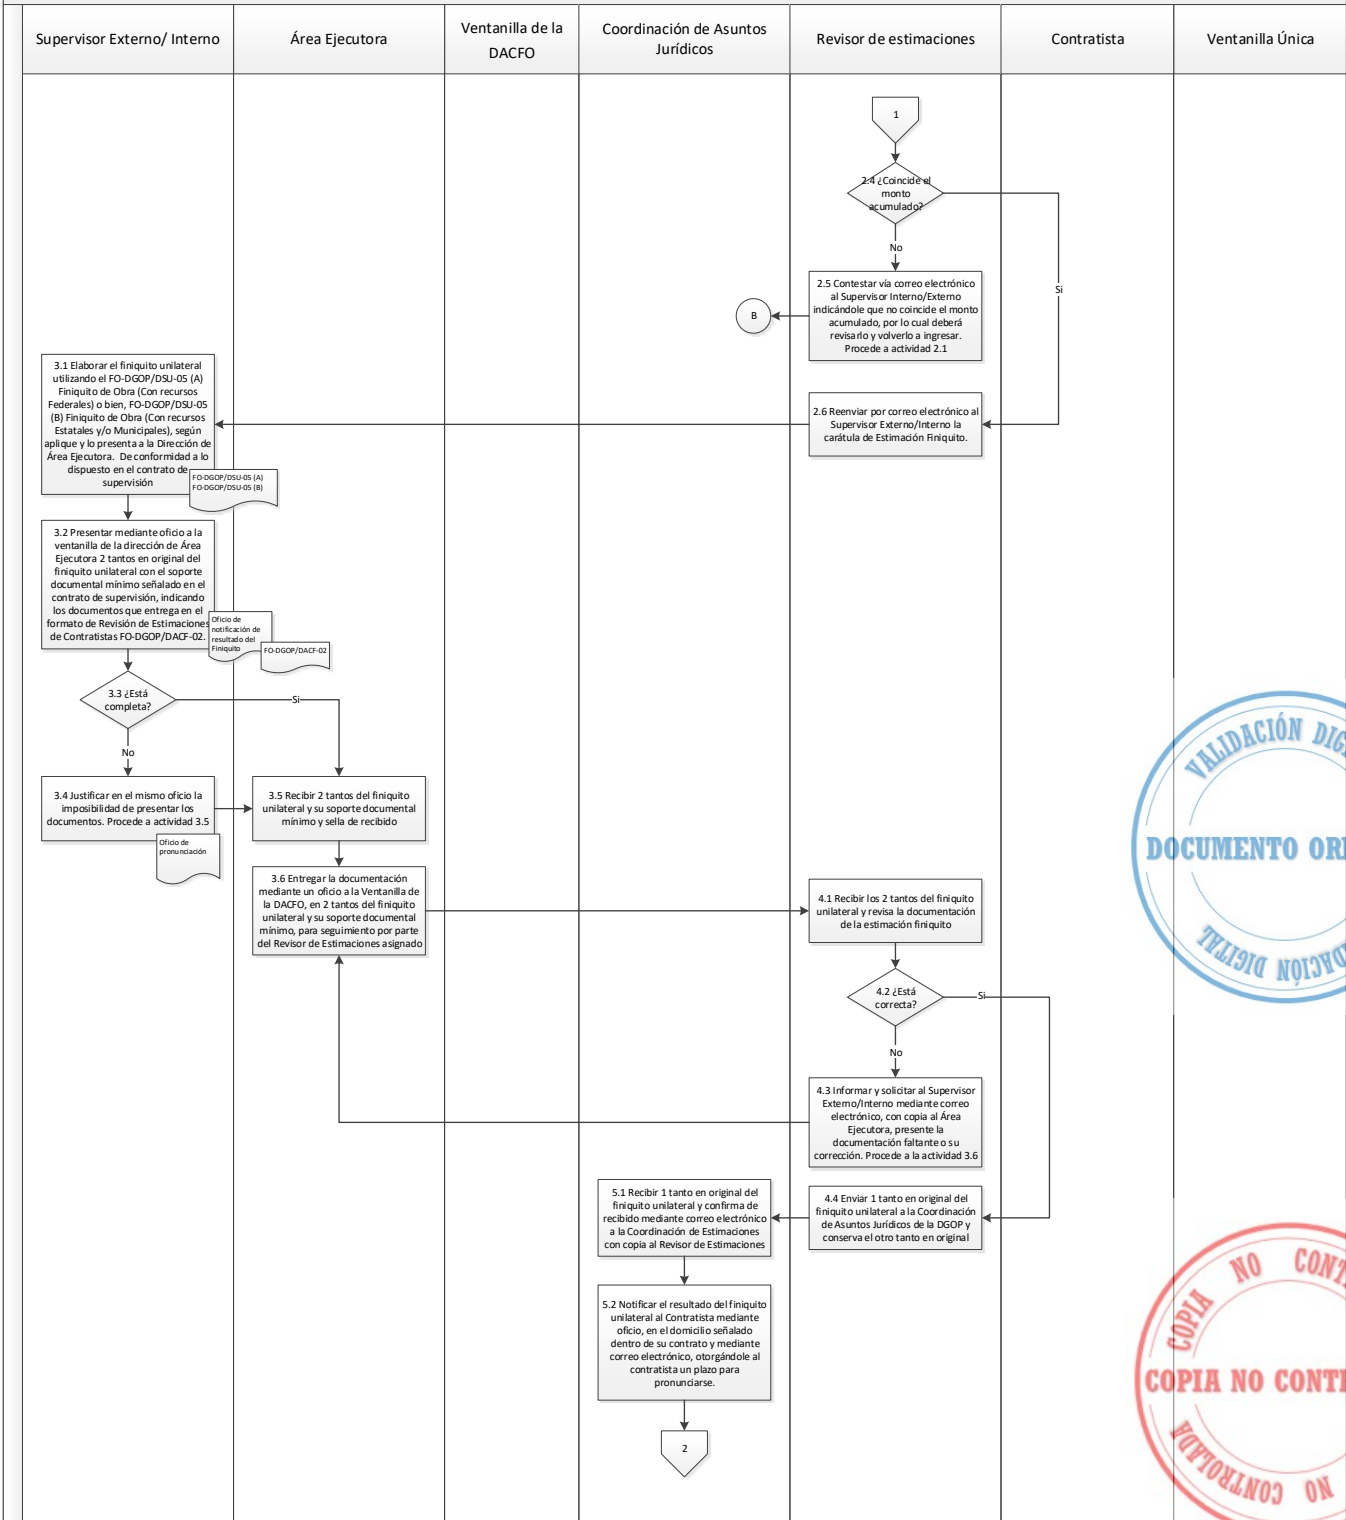 Supervisor Externo/ Interno
Área Ejecutora
Ventanilla de la
DACFO
Coordinación de Asuntos
Jurídicos
Revisor de estimaciones
Contratista
Ventanilla Única
1
2.4 ¿Coincide el
monto
acumulado?
No
Si
2.5 Contestar vía correo electrónico
al Supervisor Interno/Externo
indicándole que no coincide el monto
acumulado, por lo cual deberá
revisarlo y volverlo a ingresar.
Procede a actividad 2.1
B
2.6 Reenviar por correo electrónico al
Supervisor Externo/Interno la
carátula de Estimación Finiquito.
3.1 Elaborar el finiquito unilateral
utilizando el FO-DGOP/DSU-05 (A)
Finiquito de Obra (Con recursos
Federales) o bien, FO-DGOP/DSU-05
(B) Finiquito de Obra (Con recursos
Estatales y/o Municipales), según
aplique y lo presenta a la Dirección de
Área Ejecutora. De conformidad a lo
dispuesto en el contrato de
supervisión
FO-DGOP/DSU-05 (A)
FO-DGOP/DSU-05 (B)
3.2 Presentar mediante oficio a la
ventanilla de la dirección de Área
Ejecutora 2 tantos en original del
finiquito unilateral con el soporte
documental mínimo señalado en el
contrato de supervisión, indicando
los documentos que entrega en el
formato de Revisión de Estimaciones
de Contratistas FO-DGOP/DACF-02.
Oficio de
notificación de
resultado del
Finiquito
FO-DGOP/DACF-02
3.3 ¿Está
completa?
Si
No
3.4 Justificar en el mismo oficio la
imposibilidad de presentar los
documentos. Procede a actividad 3.5
Oficio de
pronunciación
3.5 Recibir 2 tantos del finiquito
unilateral y su soporte documental
mínimo y sella de recibido
3.6 Entregar la documentación
mediante un oficio a la Ventanilla de
la DACFO, en 2 tantos del finiquito
unilateral y su soporte documental
mínimo, para seguimiento por parte
del Revisor de Estimaciones asignado
4.1 Recibir los 2 tantos del finiquito
unilateral y revisa la documentación
de la estimación finiquito
4.2 ¿Está
correcta?
Si
No
4.3 Informar y solicitar al Supervisor
Externo/Interno mediante correo
electrónico, con copia al Área
Ejecutora, presente la
documentación faltante o su
corrección. Procede a la actividad 3.6
4.4 Enviar 1 tanto en original del
finiquito unilateral a la Coordinación
de Asuntos Jurídicos de la DGOP y
conserva el otro tanto en original
5.1 Recibir 1 tanto en original del
finiquito unilateral y confirma de
recibido mediante correo electrónico
a la Coordinación de Estimaciones
con copia al Revisor de Estimaciones
5.2 Notificar el resultado del finiquito
unilateral al Contratista mediante
oficio, en el domicilio señalado
dentro de su contrato y mediante
correo electrónico, otorgándole al
contratista un plazo para
pronunciarse.
2
VALIDACIÓN DIG
DOCUMENTO OR
DACIÓN DIGITAL
COPIA NO CONT
COPIA NO CONT
NO CONTROLADA